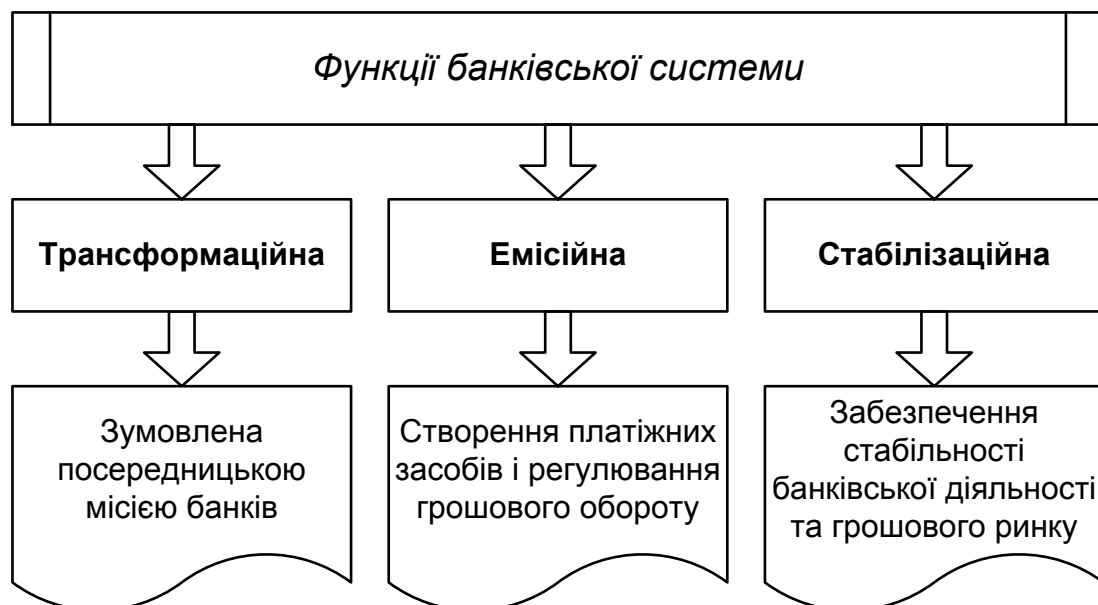 Функції банківської системи
Трансформаційна
Емісійна
Стабілізаційна
Зумовлена
посередницькою
місією банків
Створення платіжних
засобів і регулювання
грошового обороту
Забезпечення
стабільності
банківської діяльності
та грошового ринку